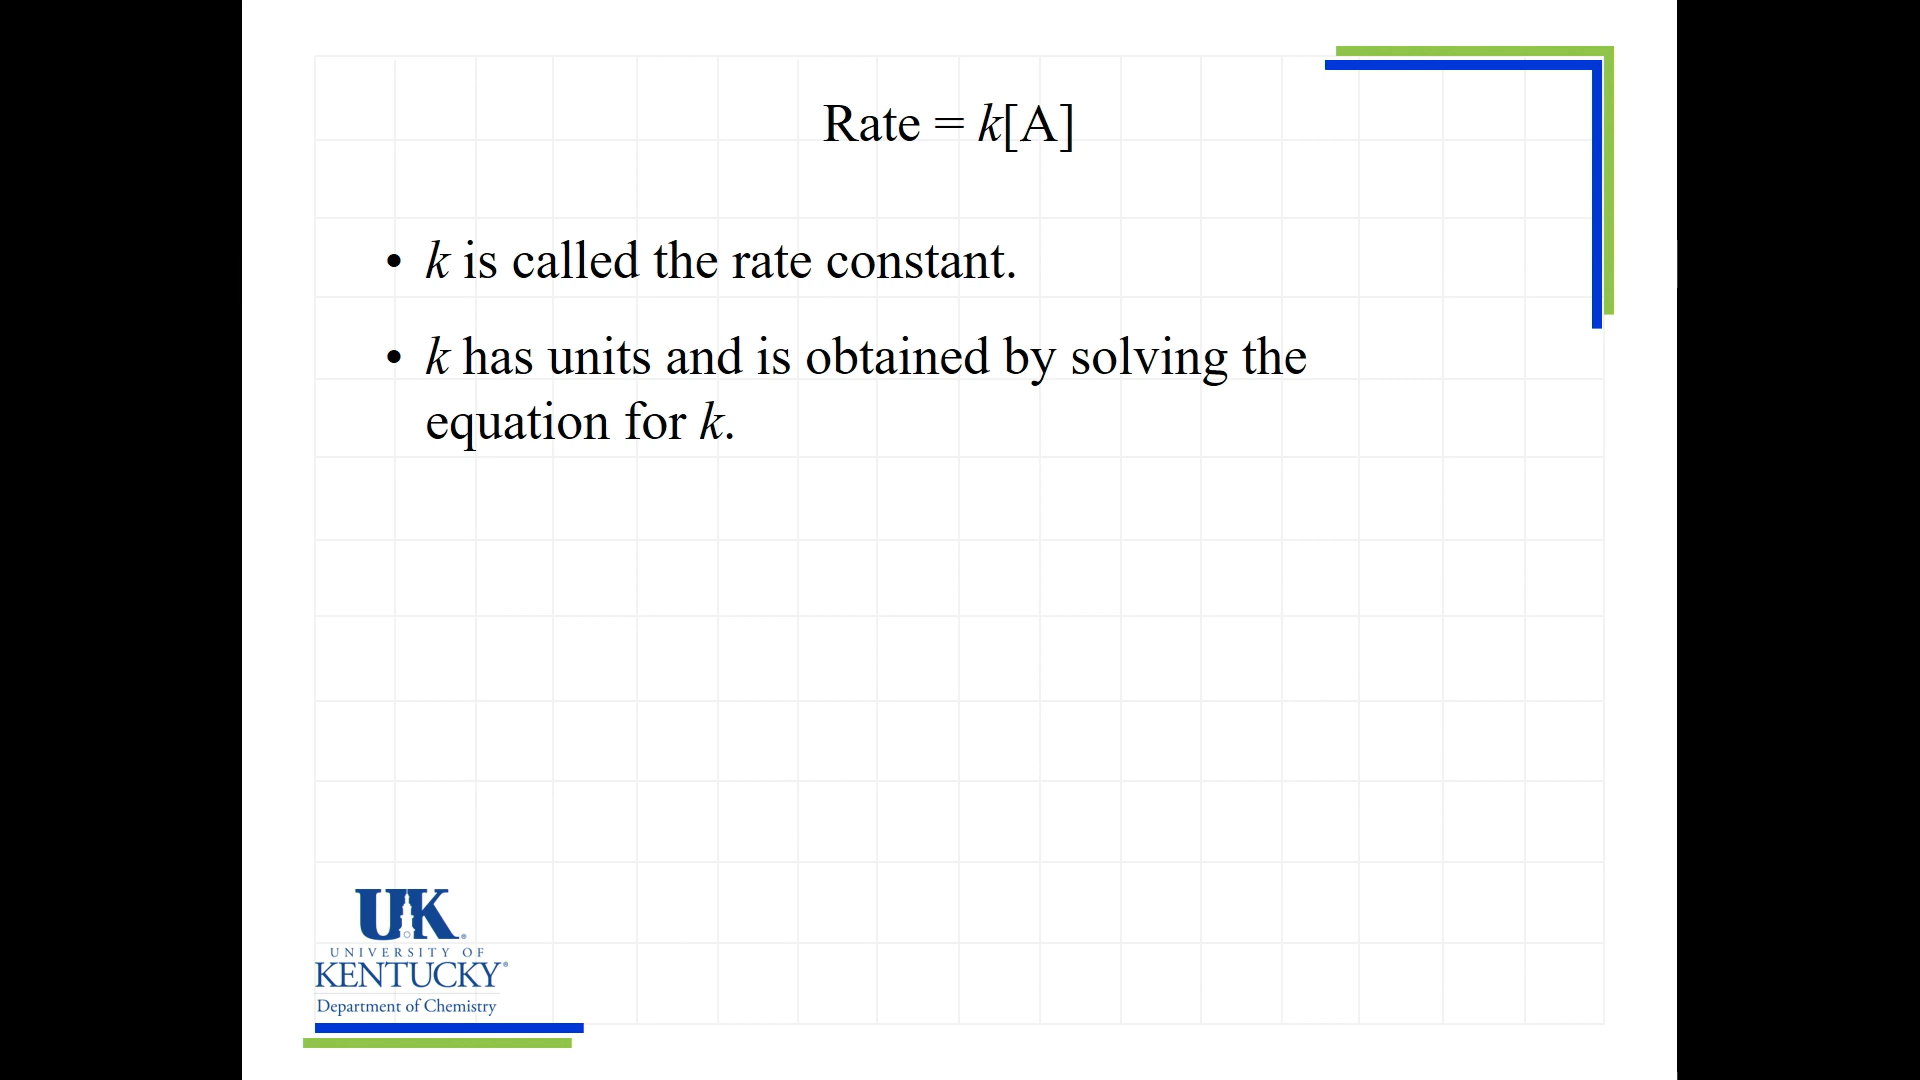 Rate = k[A]
• k is called the rate constant.
• k has units and is obtained by solving the
equation for k.
UK®
UNIVERSITY OF
KENTUCKY®
Department of Chemistry